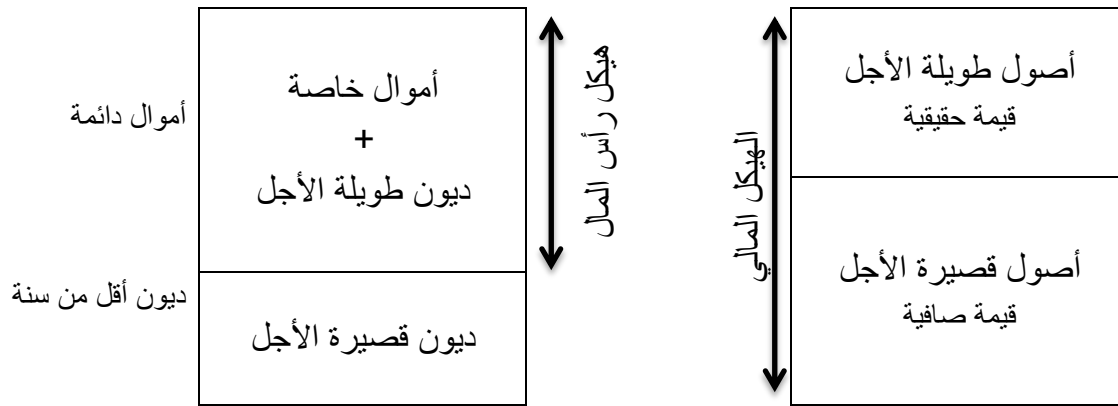 أصول طويلة الأجل
قيمة حقيقية
أصول قصيرة الأجل
قيمة صافية
الهيكل المالي
هيكل رأس المال
أموال خاصة
+
ديون طويلة الأجل
ديون قصيرة الأجل
أموال دائمة
ديون أقل من سنة